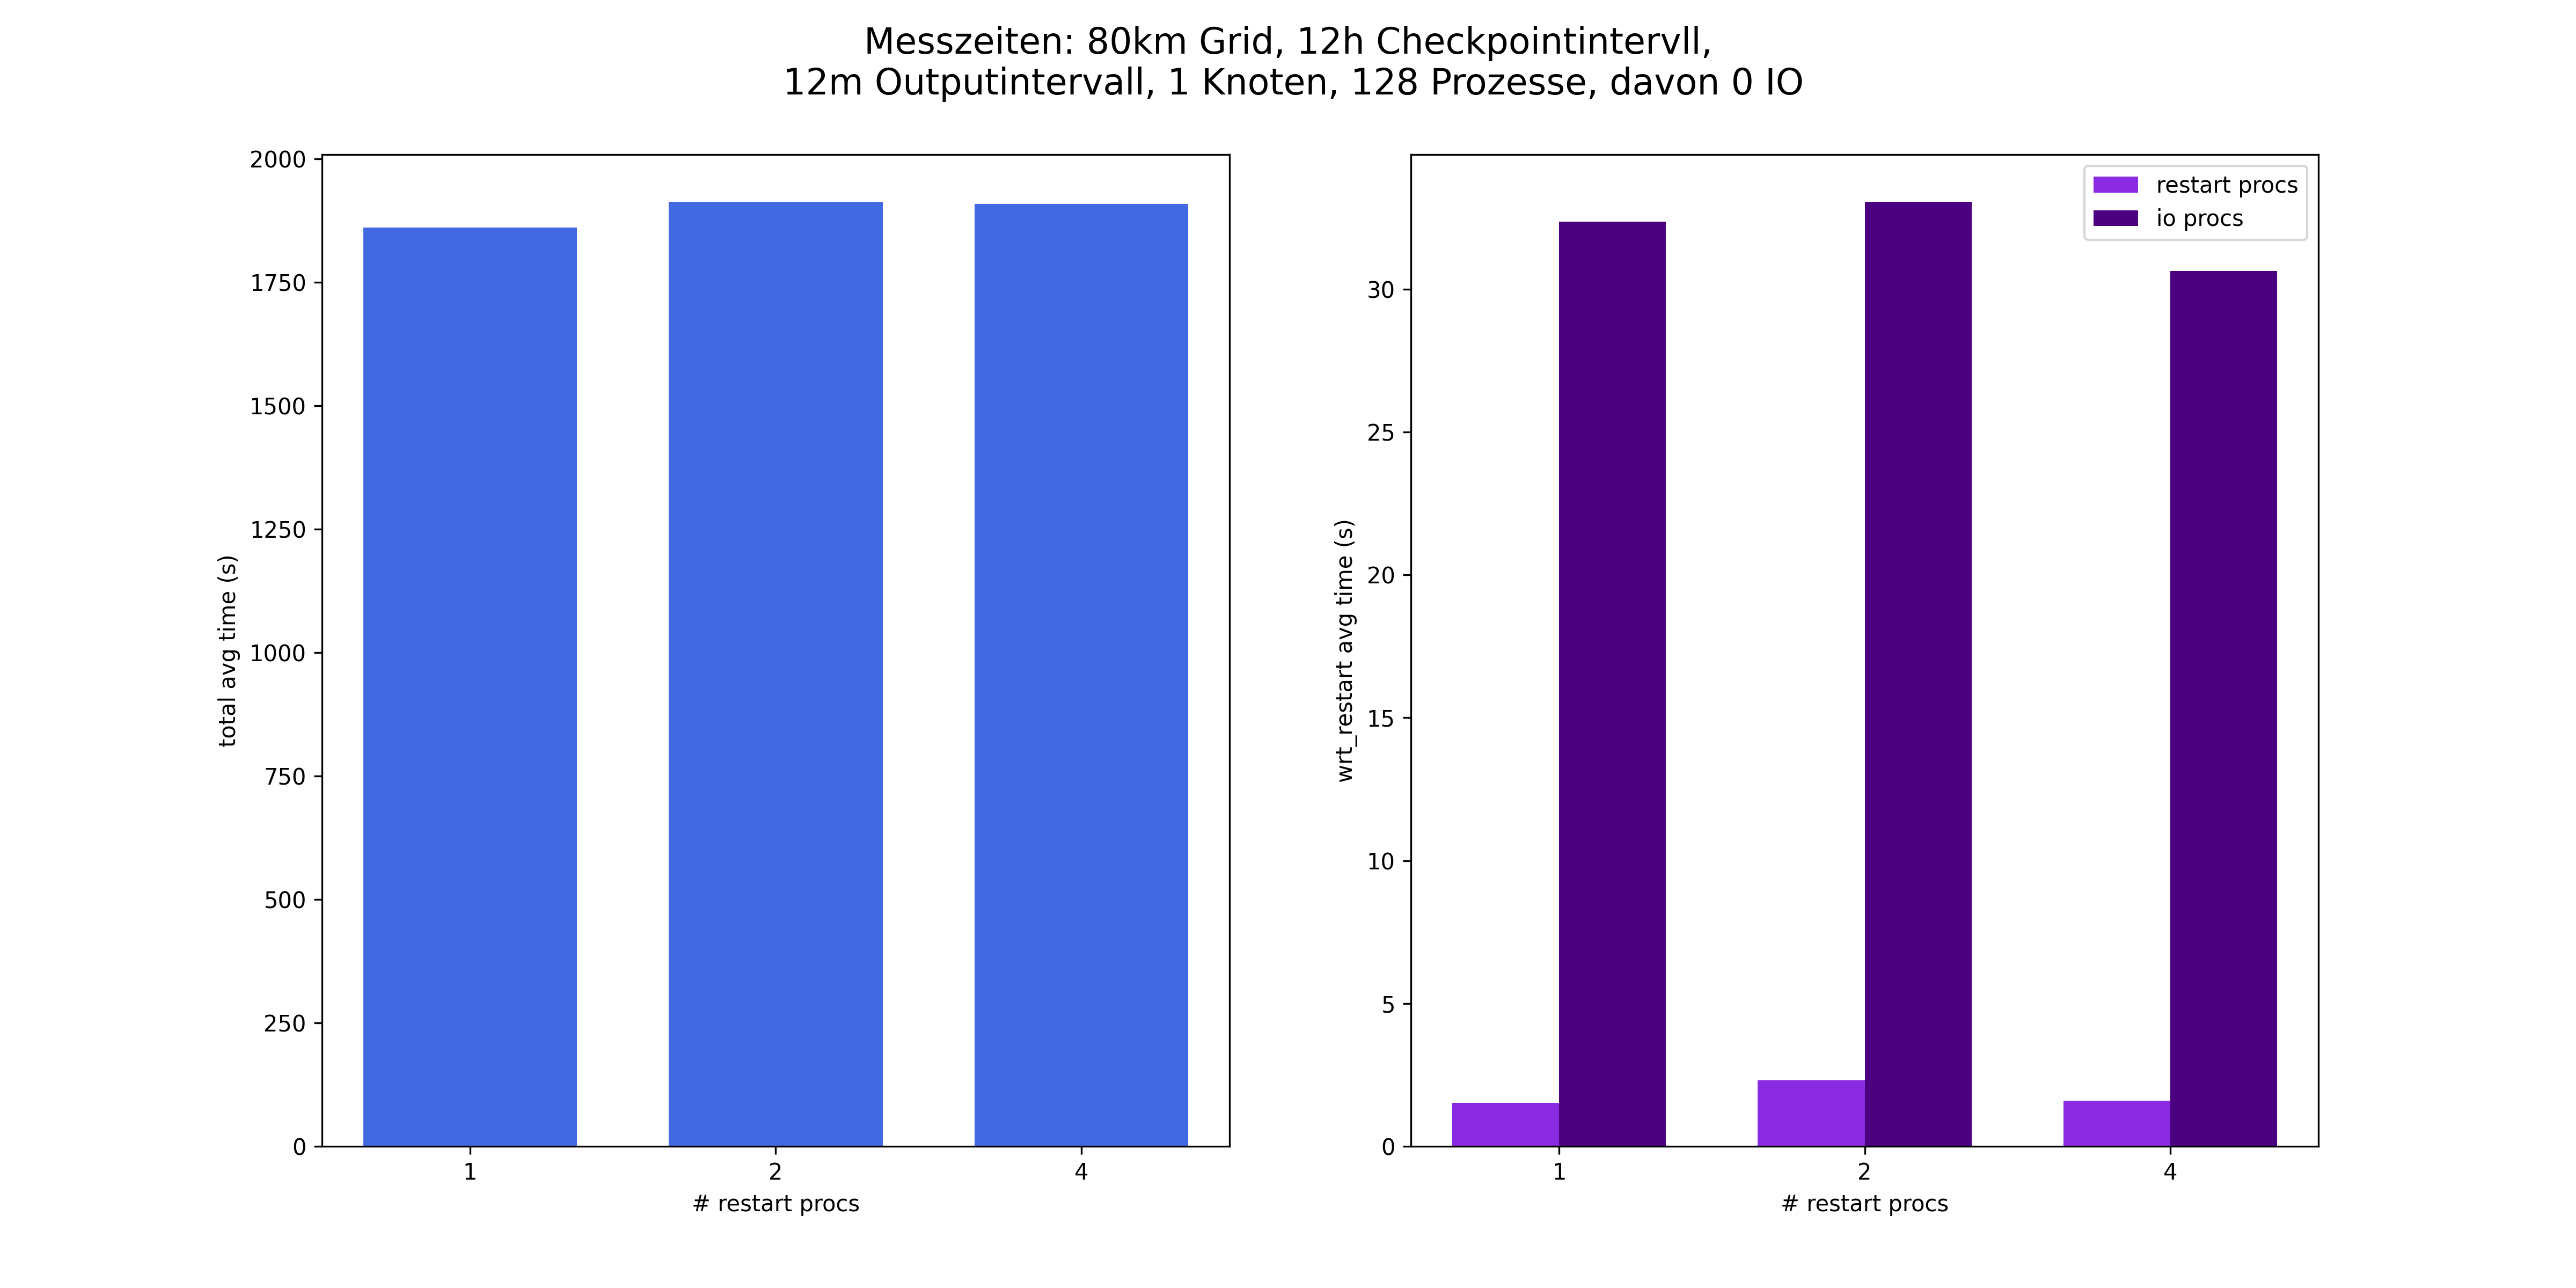 Messzeiten: 80km Grid, 12h Checkpointintervll,
12m Outputintervall, 1 Knoten, 128 Prozesse, davon 0 IO
total avg time (s)
2000
1750
1500
1250
1000
750
500
250
0
1 2 4
# restart procs
wrt_restart avg time (s)
30
25
20
15
10
5
0
restart procs
io procs
1 2 4
# restart procs